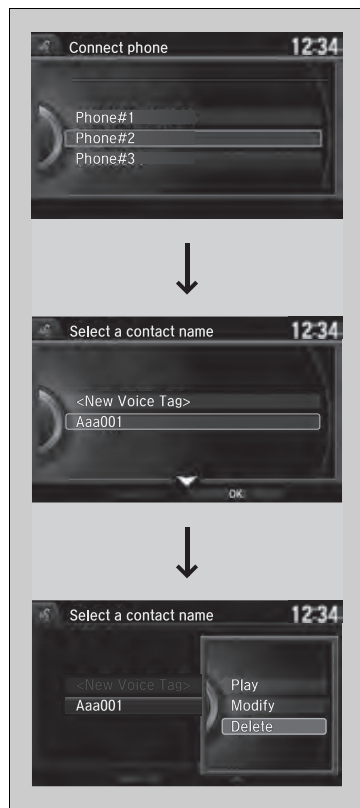 Connect phone 12:34
Phone#1
Phone#2
Phone#3
Select a contact name 12:34
<New Voice Tag>
Aaa001
OK
Select a contact name 12:34
<New Voice Tag> Play
Aaa001 Modify
Delete